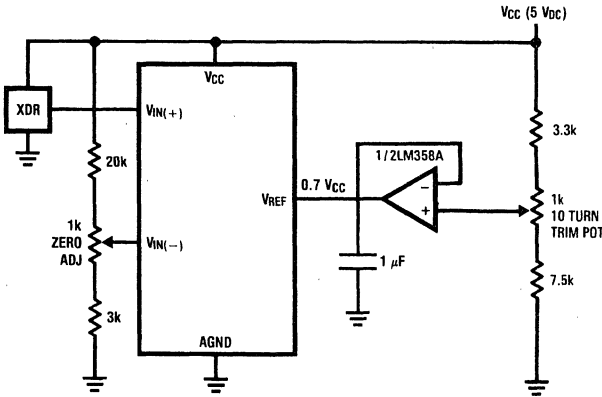 VCC (5 VDC)
VCC
XDR
VIN(+)
3.3k
20k
1/2LM358A
0.7 VCC
VREF
−
+
1k
10 TURN
TRIM POT
1k
ZERO
ADJ
VIN(−)
1 μF
7.5k
3k
AGND